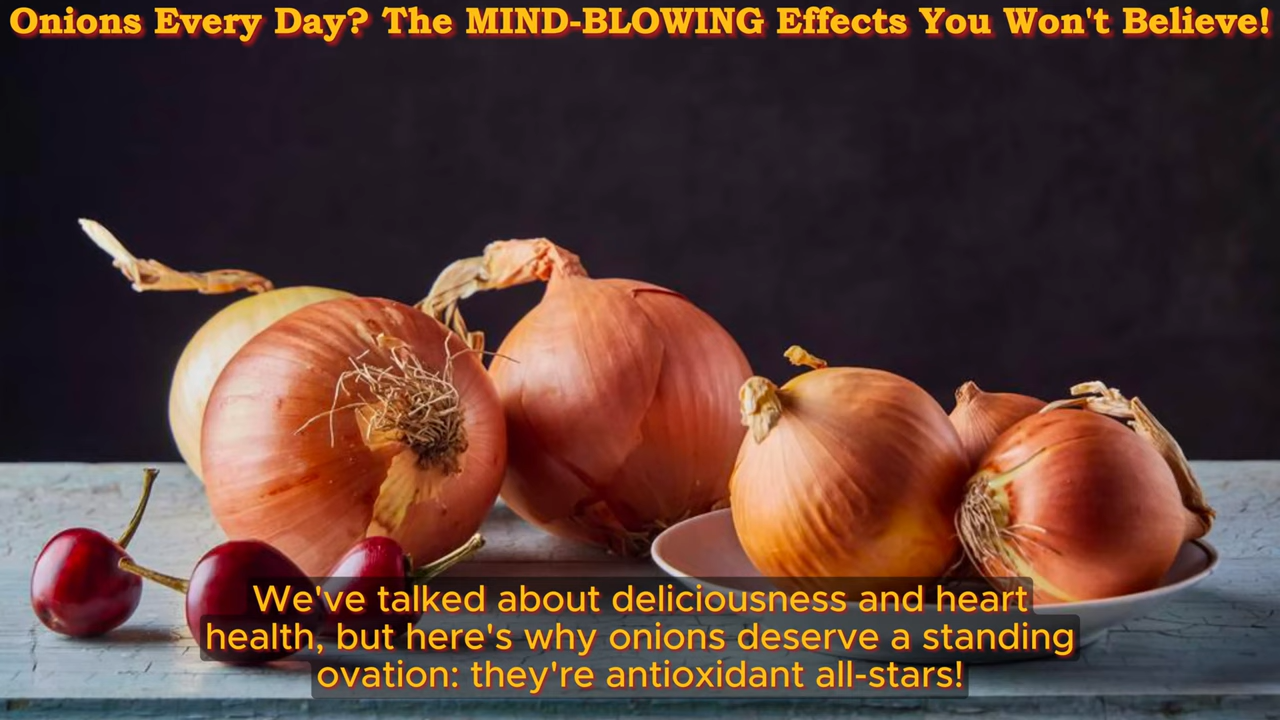 Onions Every Day? The MIND-BLOWING Effects You Won't Believe!
We've talked about deliciousness and heart
health, but here's why onions deserve a standing
ovation: they're antioxidant all-stars!